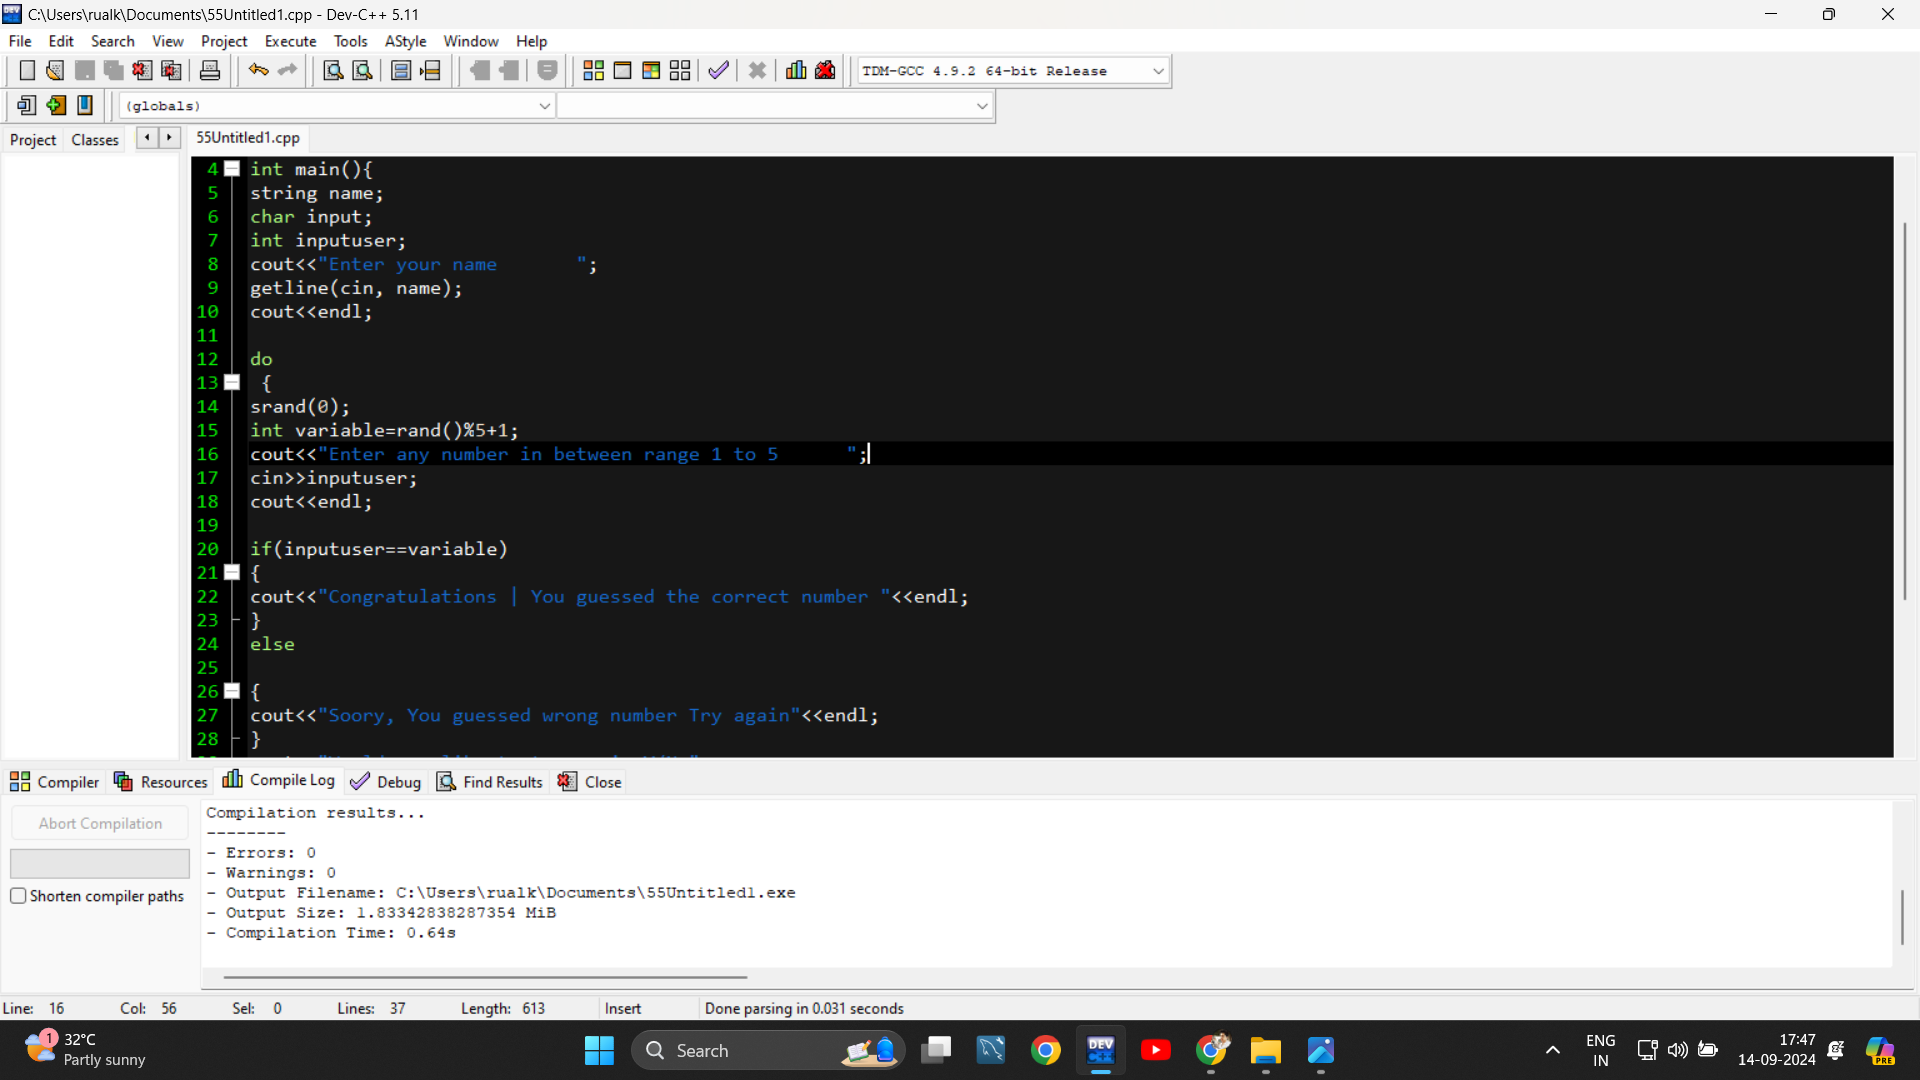 C:\Users\rualk\Documents\55Untitled1.cpp - Dev-C++ 5.11
File Edit Search View Project Execute Tools AStyle Window Help
TDM-GCC 4.9.2 64-bit Release
(globals)
Project Classes 55Untitled1.cpp
4 int main(){
5 string name;
6 char input;
7 int inputuser;
8 cout<<"Enter your name       ";
9 getline(cin, name);
10 cout<<endl;
11
12 do
13 {
14 srand(0);
15 int variable=rand()%5+1;
16 cout<<"Enter any number in between range 1 to 5      ";
17 cin>>inputuser;
18 cout<<endl;
19
20 if(inputuser==variable)
21 {
22 cout<<"Congratulations | You guessed the correct number "<<endl;
23 }
24 else
25
26 {
27 cout<<"Soory, You guessed wrong number Try again"<<endl;
28 }
Compiler Resources Compile Log Debug Find Results Close
Abort Compilation
Shorten compiler paths
Compilation results...
--------
- Errors: 0
- Warnings: 0
- Output Filename: C:\Users\rualk\Documents\55Untitled1.exe
- Output Size: 1.83342838287354 MiB
- Compilation Time: 0.64s
Line: 16 Col: 56 Sel: 0 Lines: 37 Length: 613 Insert Done parsing in 0.031 seconds
1
32°C
Partly sunny
Search
DEV
C++
ENG
IN
17:47
14-09-2024
PRE